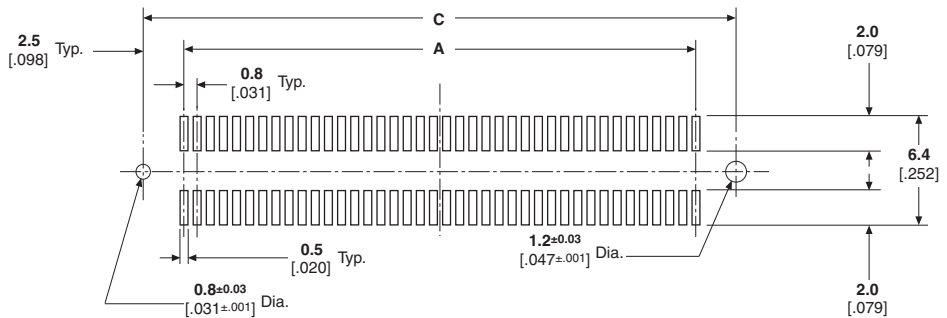 C
2.5
[.098] Typ.
2.0
[.079]
A
0.8
[.031] Typ.
6.4
[.252]
0.5
[.020] Typ.
1.2±0.03
[.047±.001] Dia.
0.8±0.03
[.031±.001] Dia.
2.0
[.079]